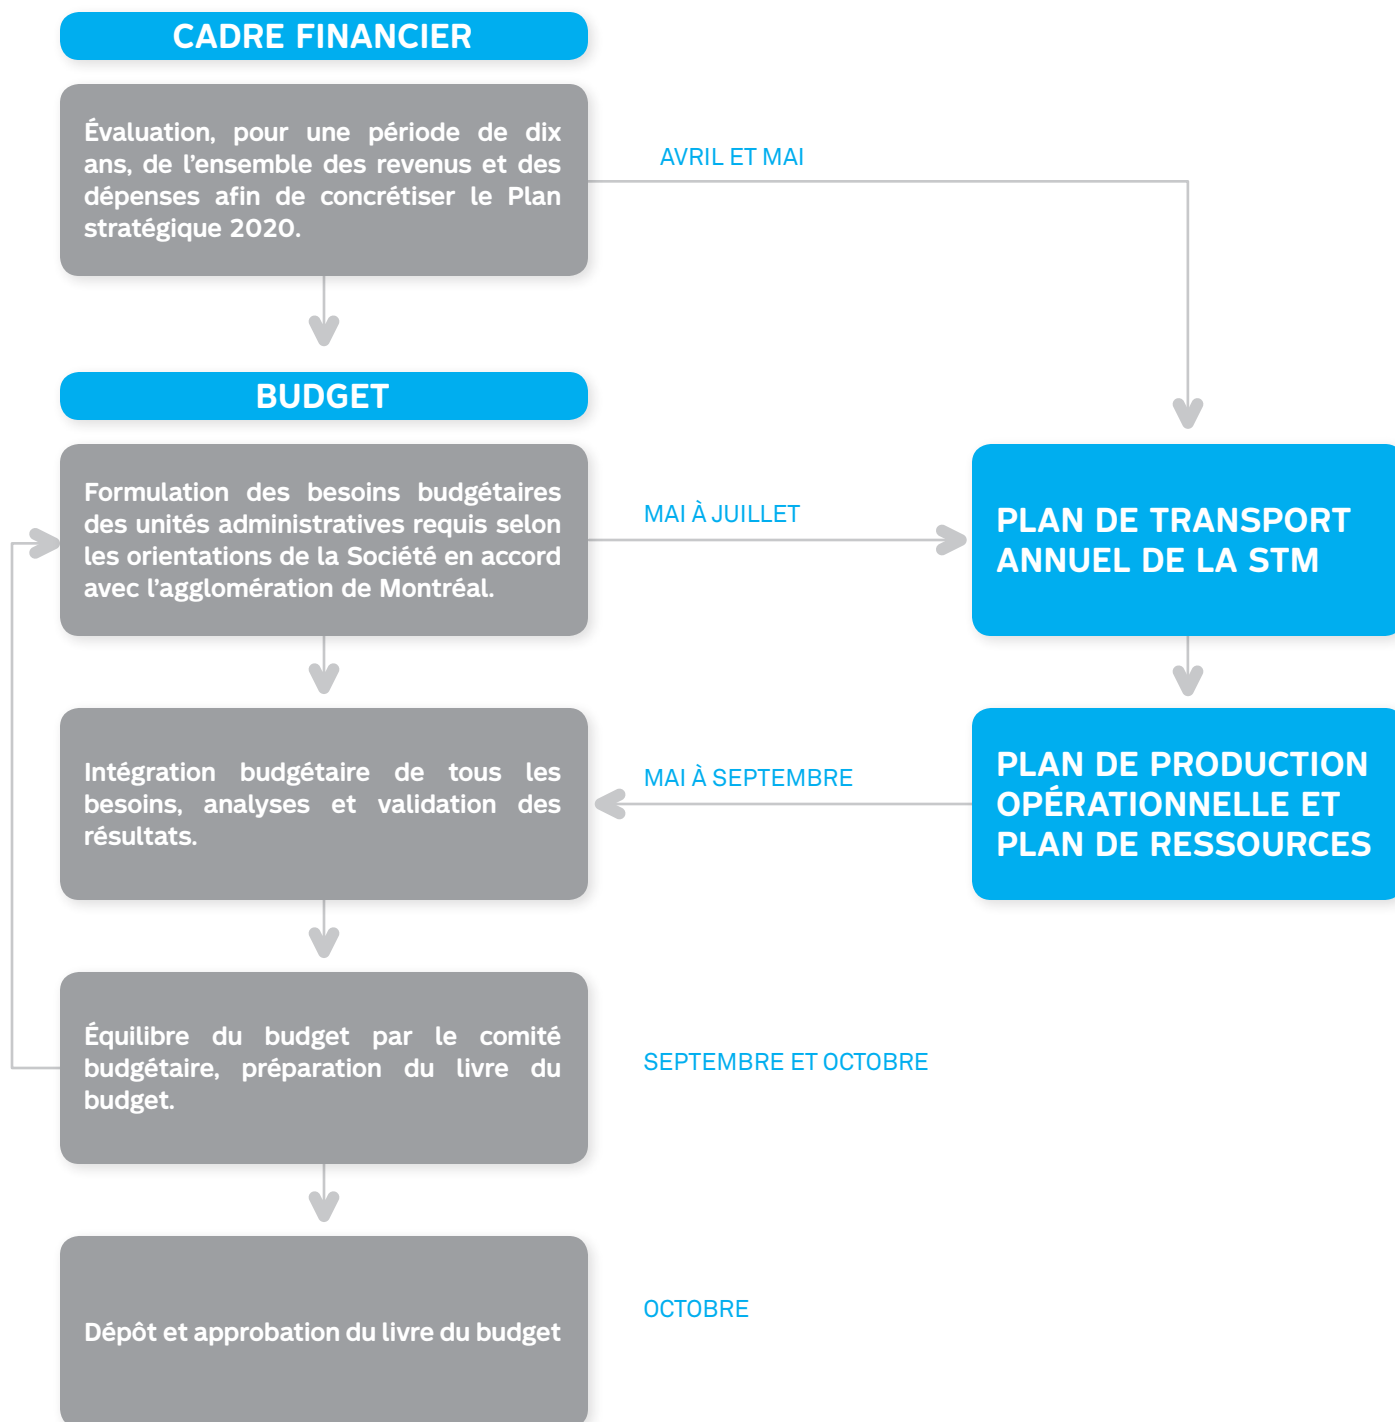 CADRE FINANCIER
Évaluation, pour une période de dix
ans, de l'ensemble des revenus et des
dépenses afin de concrétiser le Plan
stratégique 2020.
AVRIL ET MAI
BUDGET
Formulation des besoins budgétaires
des unités administratives requis selon
les orientations de la Société en accord
avec l'agglomération de Montréal.
MAI À JUILLET
PLAN DE TRANSPORT
ANNUEL DE LA STM
Intégration budgétaire de tous les
besoins, analyses et validation des
résultats.
MAI À SEPTEMBRE
PLAN DE PRODUCTION
OPÉRATIONNELLE ET
PLAN DE RESSOURCES
Équilibre du budget par le comité
budgétaire, préparation du livre du
budget.
SEPTEMBRE ET OCTOBRE
Dépôt et approbation du livre du budget
OCTOBRE